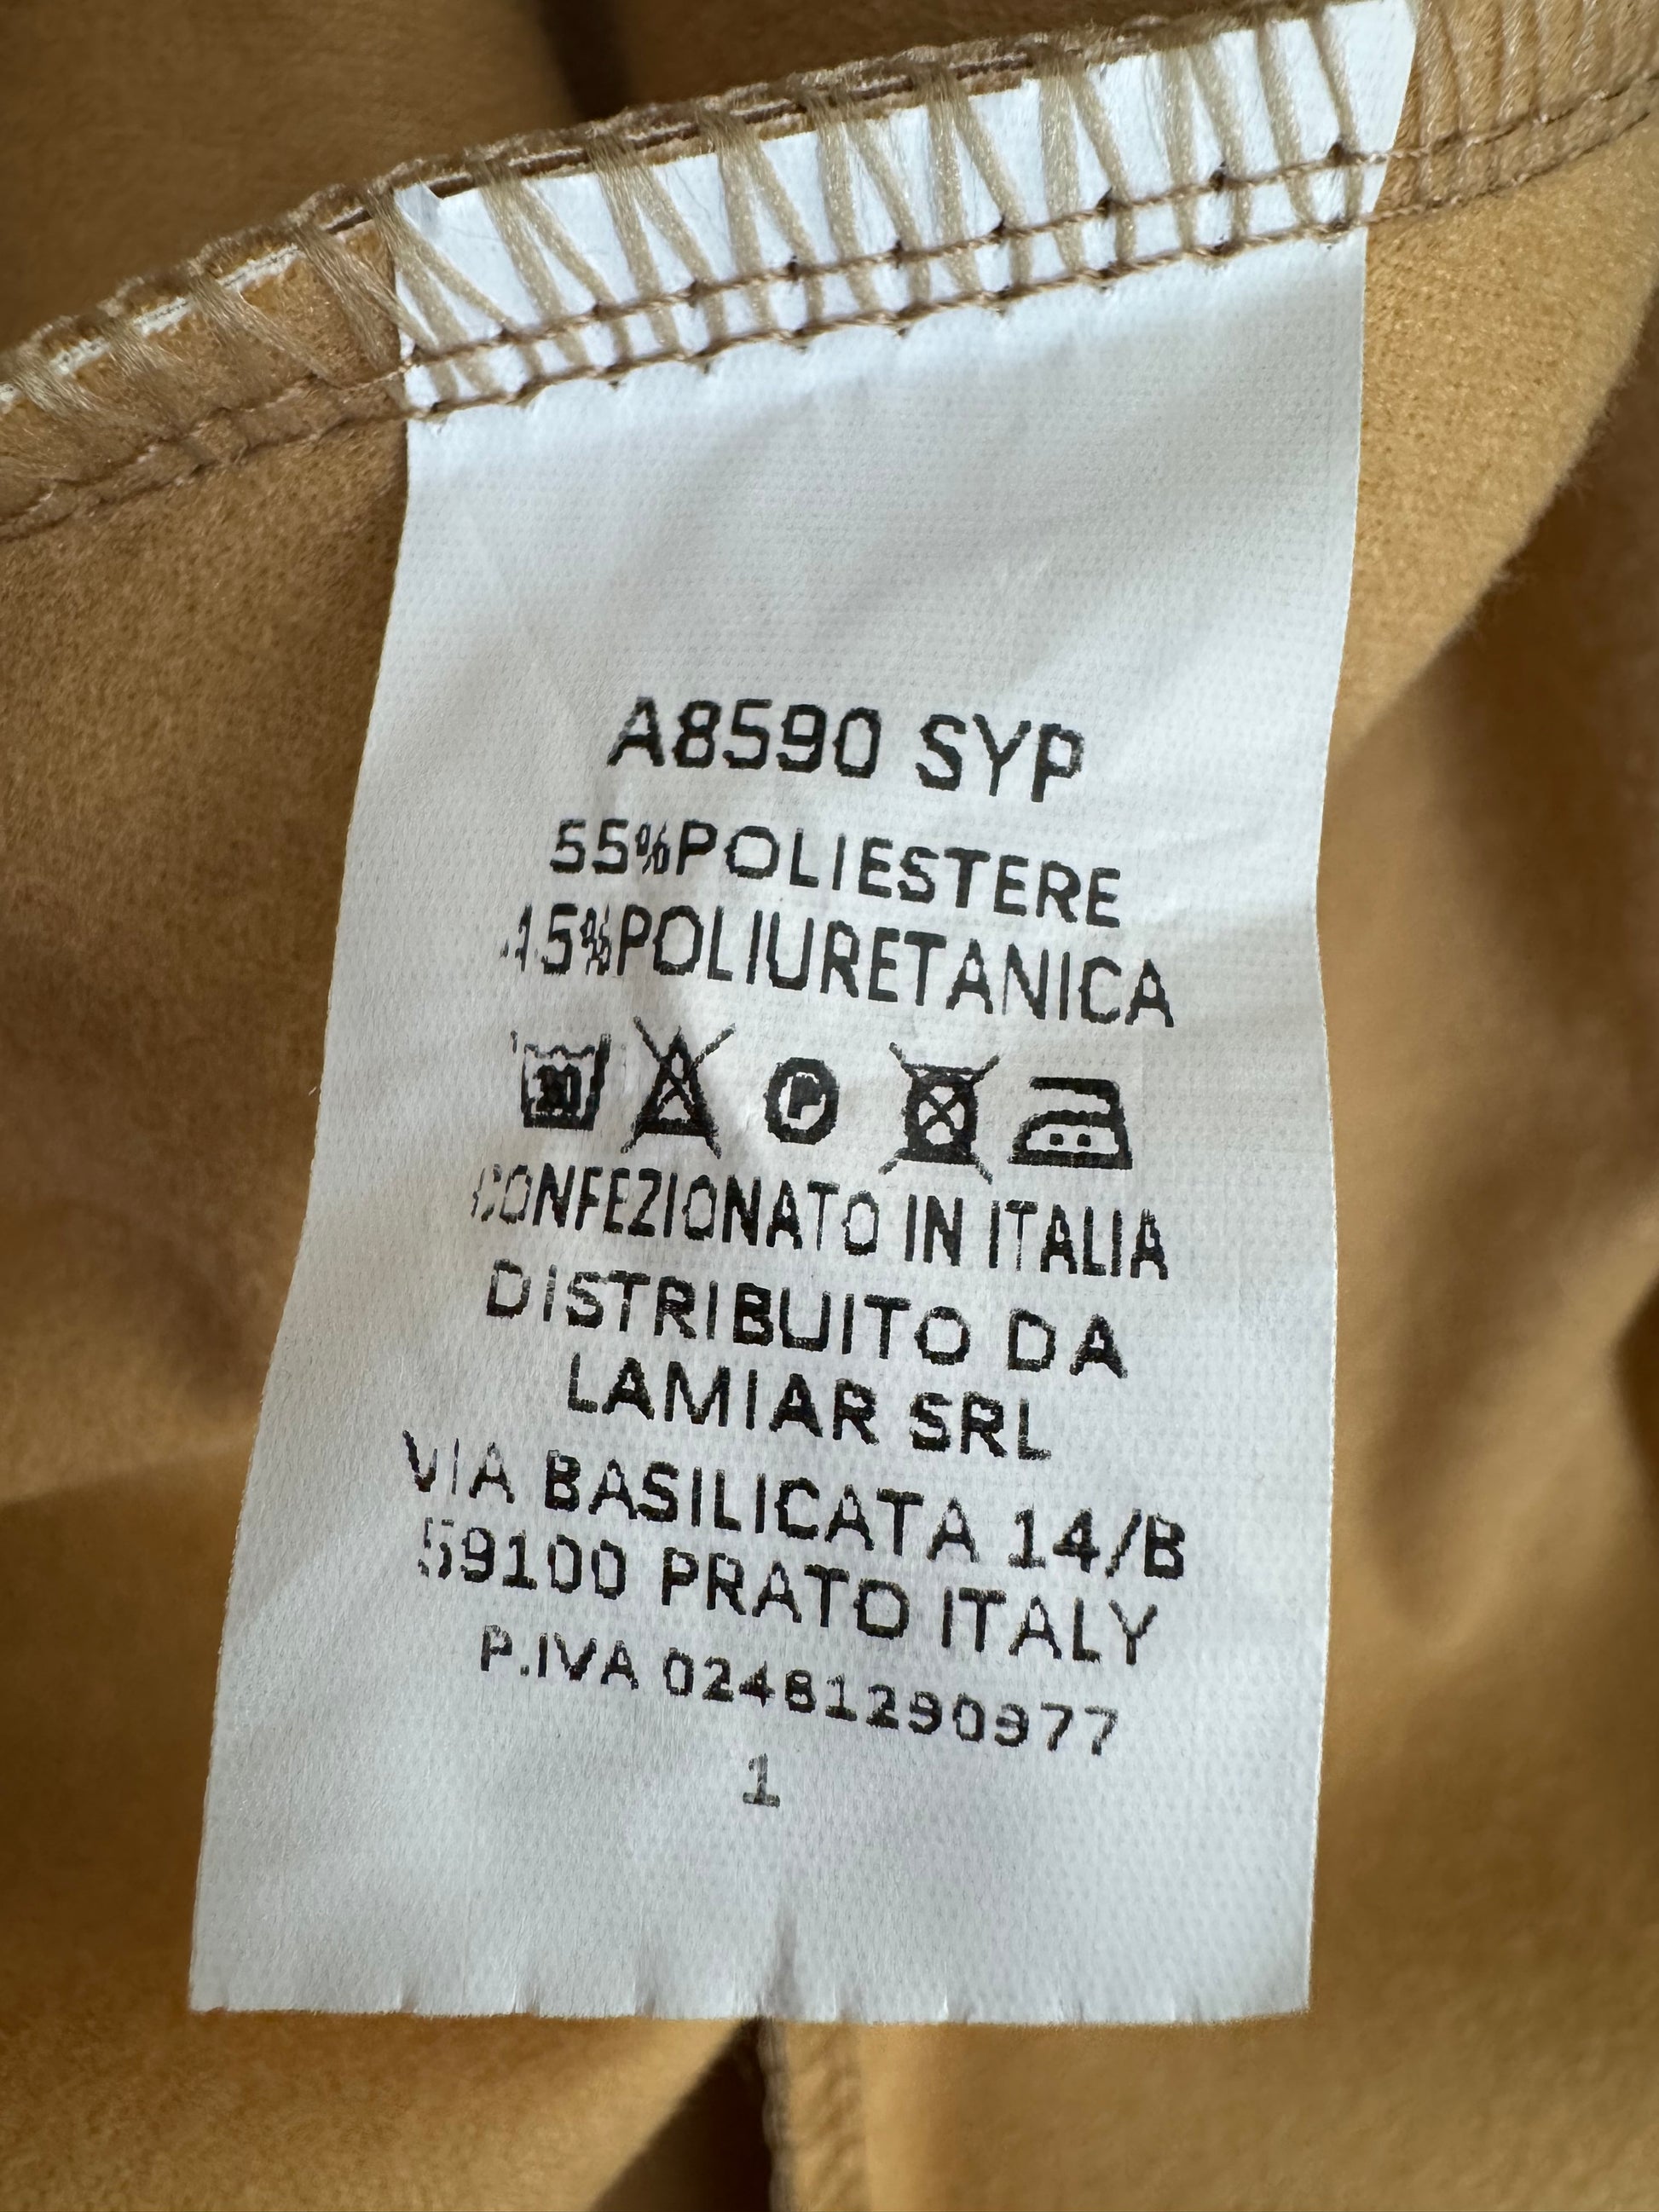 A8590 SYP
55%POLIESTERE
45%POLIURETANICA
30 P
CONFEZIONATO IN ITALIA
DISTRIBUITO DA
LAMIAR SRL
VIA BASILICATA 14/B
59100 PRATO ITALY
P.IVA 02481290977
1